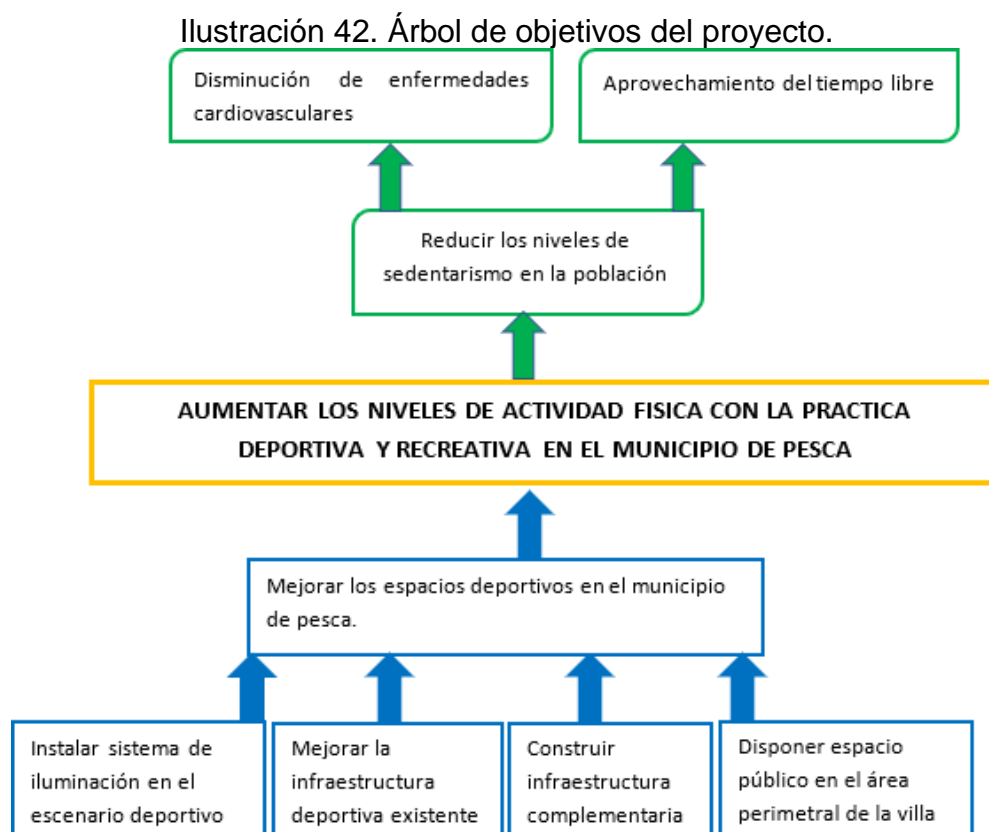 Ilustración 42. Árbol de objetivos del proyecto.
Disminución de enfermedades
cardiovasculares
Aprovechamiento del tiempo libre
Reducir los niveles de
sedentarismo en la población
AUMENTAR LOS NIVELES DE ACTIVIDAD FISICA CON LA PRACTICA
DEPORTIVA Y RECREATIVA EN EL MUNICIPIO DE PESCA
Mejorar los espacios deportivos en el municipio
de pesca.
Instalar sistema de
iluminación en el
escenario deportivo
Mejorar la
infraestructura
deportiva existente
Construir
infraestructura
complementaria
Disponer espacio
público en el área
perimetral de la villa